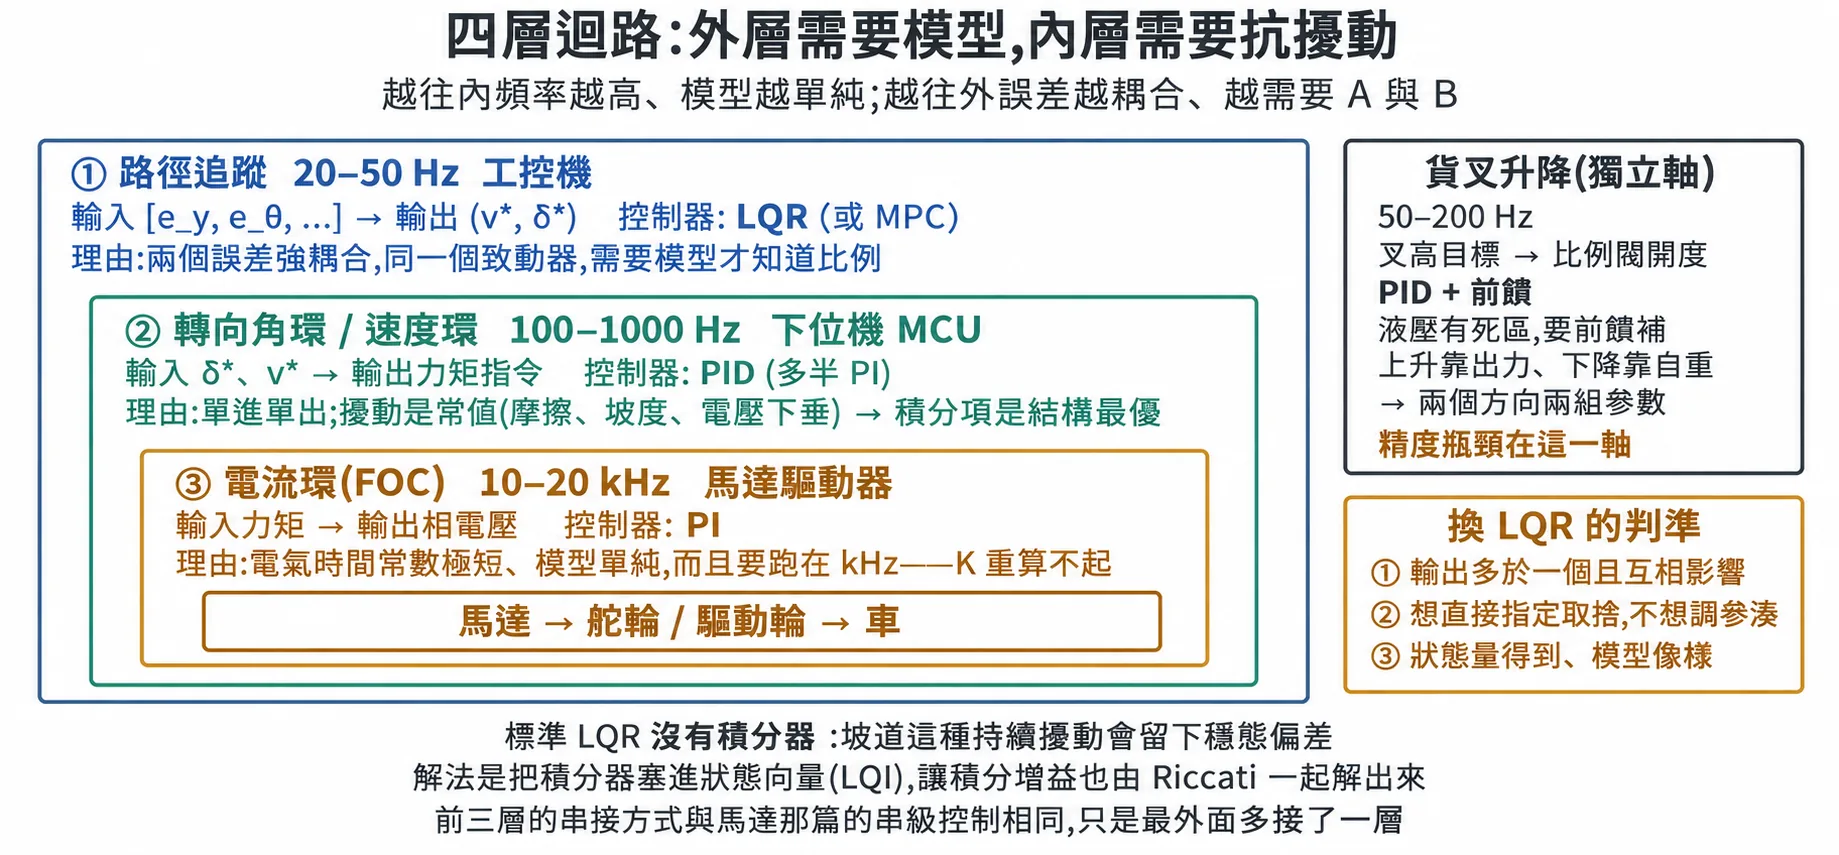 四層迴路:外層需要模型,內層需要抗擾動
越往內頻率越高、模型越單純;越往外誤差越耦合、越需要 A 與 B
① 路徑追蹤 20–50 Hz 工控機
輸入 [e_y, e_θ, ...] → 輸出 (v*, δ*) 控制器: LQR (或 MPC)
理由:兩個誤差強耦合,同一個致動器,需要模型才知道比例
② 轉向角環 / 速度環 100–1000 Hz 下位機 MCU
輸入 δ*、v* → 輸出力矩指令 控制器: PID (多半 PI)
理由:單進單出;擾動是常值(摩擦、坡度、電壓下垂) → 積分項是結構最優
③ 電流環(FOC) 10–20 kHz 馬達驅動器
輸入力矩 → 輸出相電壓 控制器: PI
理由:電氣時間常數極短、模型單純,而且要跑在 kHz——K 重算不起
馬達 → 舵輪 / 驅動輪 → 車
貨叉升降(獨立軸)
50–200 Hz
叉高目標 → 比例閥開度
PID + 前饋
液壓有死區,要前饋補
上升靠出力、下降靠自重
→ 兩個方向兩組參數
精度瓶頸在這一軸
換 LQR 的判準
① 輸出多於一個且互相影響
② 想直接指定取捨,不想調參湊
③ 狀態量得到、模型像樣
標準 LQR 沒有積分器 :坡道這種持續擾動會留下穩態偏差
解法是把積分器塞進狀態向量(LQI),讓積分增益也由 Riccati 一起解出來
前三層的串接方式與馬達那篇的串級控制相同,只是最外面多接了一層